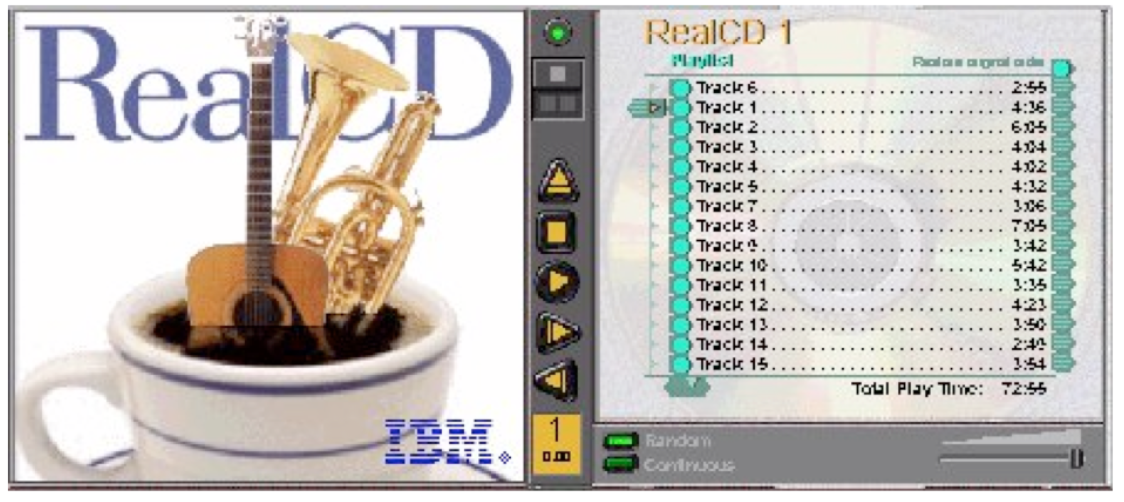 RealCD
IBM®
1
0.00
RealCD 1
Playlist Restore original order
Track 6 . . . . . . . . . . . . . . . . . . . . 2:55
Track 1 . . . . . . . . . . . . . . . . . . . . 4:36
Track 2 . . . . . . . . . . . . . . . . . . . . 6:05
Track 3 . . . . . . . . . . . . . . . . . . . . 4:04
Track 4 . . . . . . . . . . . . . . . . . . . . 4:02
Track 5 . . . . . . . . . . . . . . . . . . . . 4:32
Track 7 . . . . . . . . . . . . . . . . . . . . 3:06
Track 8 . . . . . . . . . . . . . . . . . . . . 7:05
Track 9 . . . . . . . . . . . . . . . . . . . . 3:42
Track 10 . . . . . . . . . . . . . . . . . . . . 5:42
Track 11 . . . . . . . . . . . . . . . . . . . . 3:35
Track 12 . . . . . . . . . . . . . . . . . . . . 4:23
Track 13 . . . . . . . . . . . . . . . . . . . . 3:50
Track 14 . . . . . . . . . . . . . . . . . . . . 2:49
Track 15 . . . . . . . . . . . . . . . . . . . . 3:54
Total Play Time: 72:55
Random
Continuous